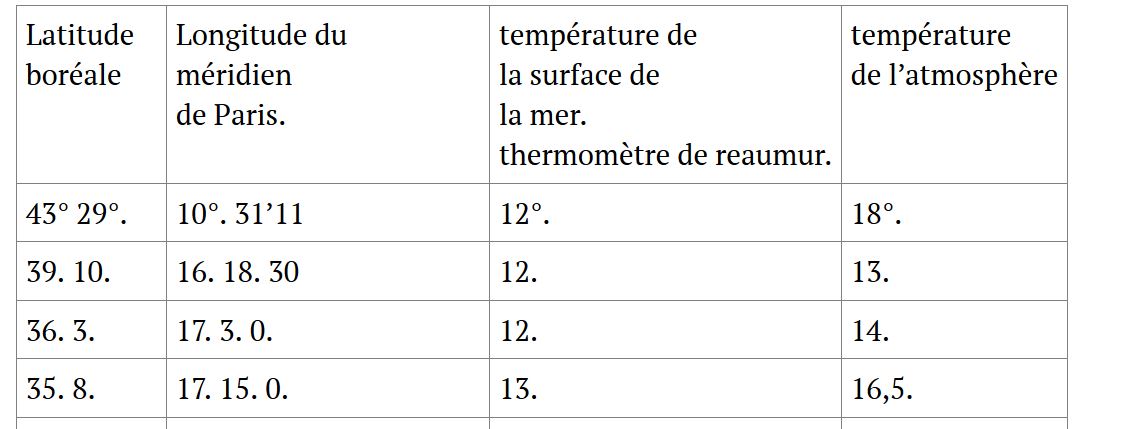 Latitude boréale | Longitude du méridien de Paris. | température de la surface de la mer. thermomètre de reaumur. | température de l’atmosphère
43° 29°. | 10°. 31’11 | 12°. | 18°.
39. 10. | 16. 18. 30 | 12. | 13.
36. 3. | 17. 3. 0. | 12. | 14.
35. 8. | 17. 15. 0. | 13. | 16,5.